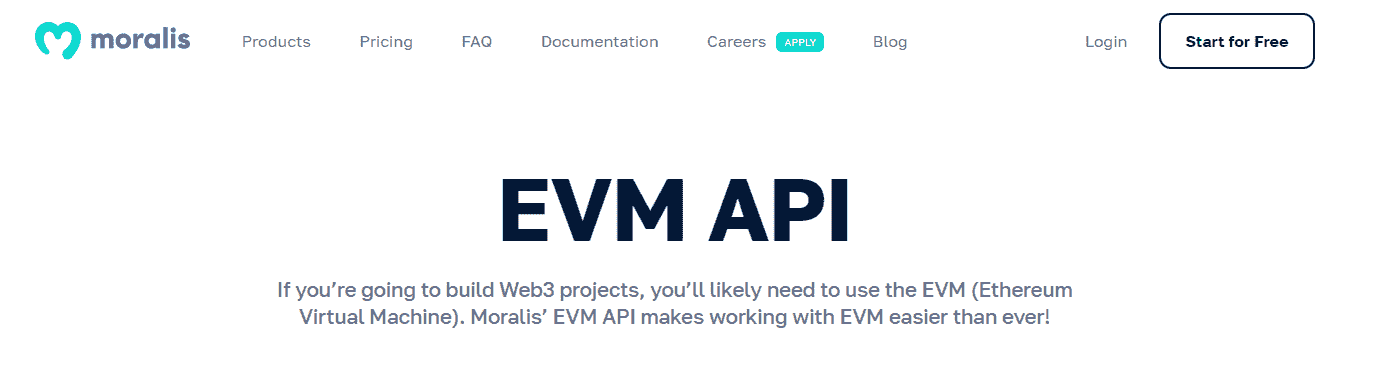 moralis Products Pricing FAQ Documentation Careers APPLY Blog Login Start for Free
EVM API
If you’re going to build Web3 projects, you’ll likely need to use the EVM (Ethereum
Virtual Machine). Moralis’ EVM API makes working with EVM easier than ever!